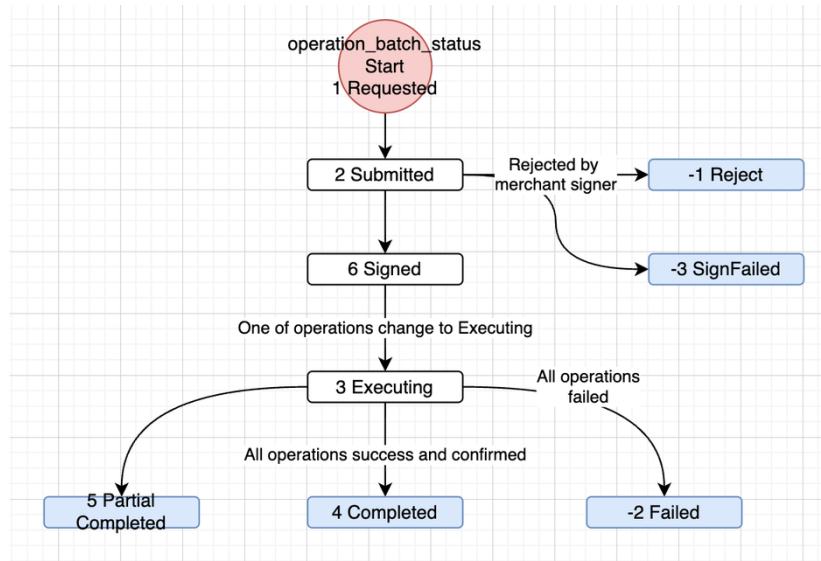 operation_batch_status
Start
1 Requested
2 Submitted
Rejected by
merchant signer
-1 Reject
6 Signed
-3 SignFailed
One of operations change to Executing
3 Executing
All operations
failed
All operations success and confirmed
5 Partial
Completed
4 Completed
-2 Failed